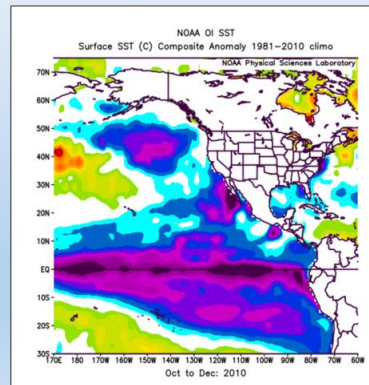 NOAA OI SST
Surface SST (C) Composite Anomaly 1981-2010 climo
NOAA Physical Sciences Laboratory
70N
60N
50N
40N
30N
20N
10N
EQ
10S
20S
30S
170E 180 170W 160W 150W 140W 130W 120W 110W 100W 90W 80W 70W 60W
Oct to Dec: 2010